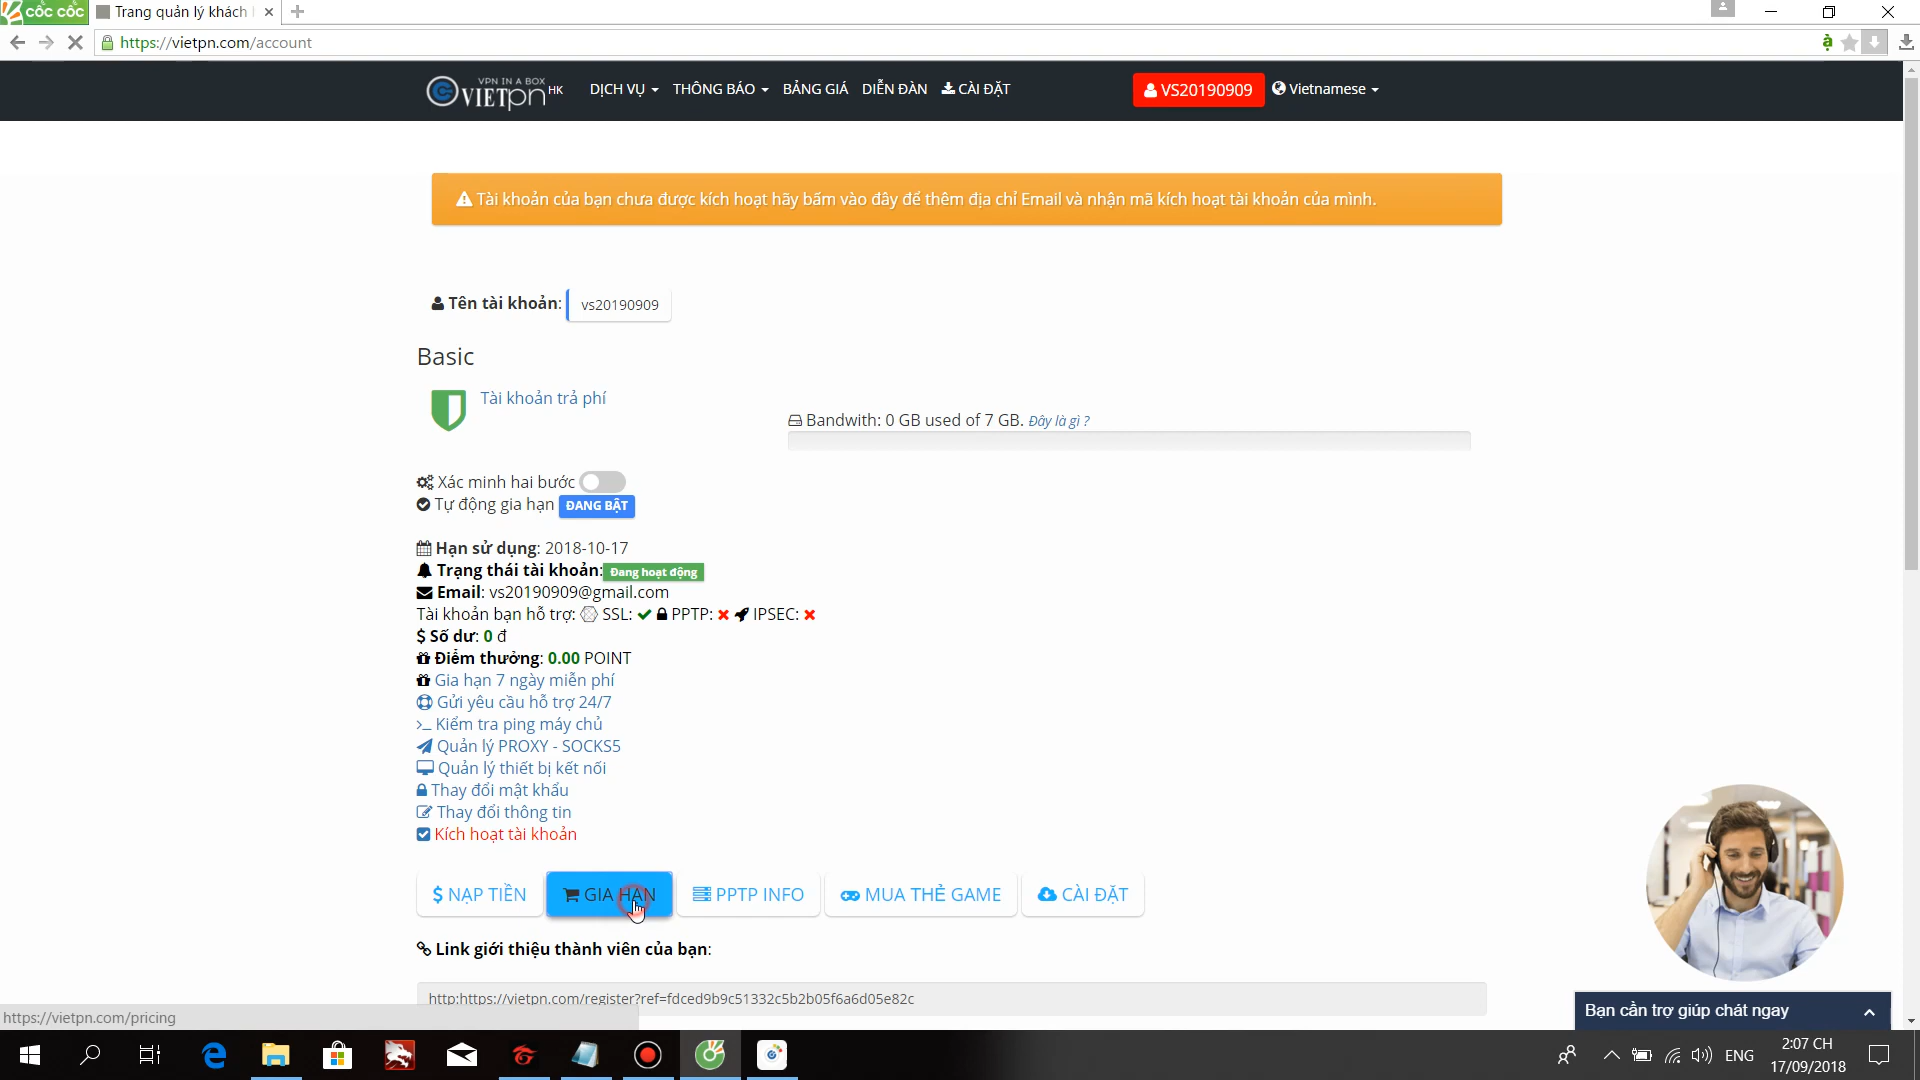 cốc cốc
Trang quản lý khách
https://vietpn.com/account
VPN IN A BOX
VIETpn HK
DỊCH VỤ
THÔNG BÁO
BẢNG GIÁ
DIỄN ĐÀN
CÀI ĐẶT
VS20190909
Vietnamese
Tài khoản của bạn chưa được kích hoạt hãy bấm vào đây để thêm địa chỉ Email và nhận mã kích hoạt tài khoản của mình.
Tên tài khoản: vs20190909
Basic
Tài khoản trả phí
Bandwith: 0 GB used of 7 GB. Đây là gì ?
Xác minh hai bước
Tự động gia hạn ĐANG BẬT
Hạn sử dụng: 2018-10-17
Trạng thái tài khoản: Đang hoạt động
Email: vs20190909@gmail.com
Tài khoản bạn hỗ trợ: SSL: ✔ PPTP: ✖ IPSEC: ✖
$ Số dư: 0 đ
Điểm thưởng: 0.00 POINT
Gia hạn 7 ngày miễn phí
Gửi yêu cầu hỗ trợ 24/7
>_ Kiểm tra ping máy chủ
Quản lý PROXY - SOCKS5
Quản lý thiết bị kết nối
Thay đổi mật khẩu
Thay đổi thông tin
Kích hoạt tài khoản
$ NẠP TIỀN
GIA HẠN
PPTP INFO
MUA THẺ GAME
CÀI ĐẶT
Link giới thiệu thành viên của bạn:
http:https://vietpn.com/register?ref=fdced9b9c51332c5b2b05f6a6d05e82c
Bạn cần trợ giúp chát ngay
https://vietpn.com/pricing
ENG
2:07 CH
17/09/2018